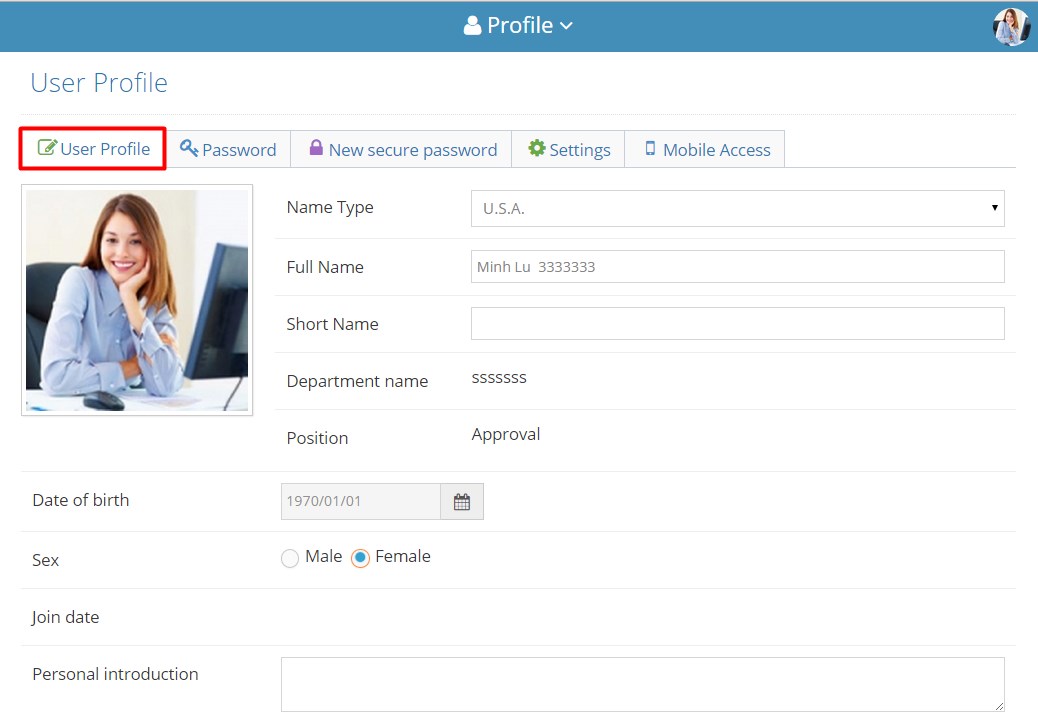 Profile
User Profile
User Profile Password New secure password Settings Mobile Access
Name Type U.S.A.
Full Name Minh Lu  3333333
Short Name
Department name sssssss
Position Approval
Date of birth 1970/01/01
Sex Male Female
Join date
Personal introduction